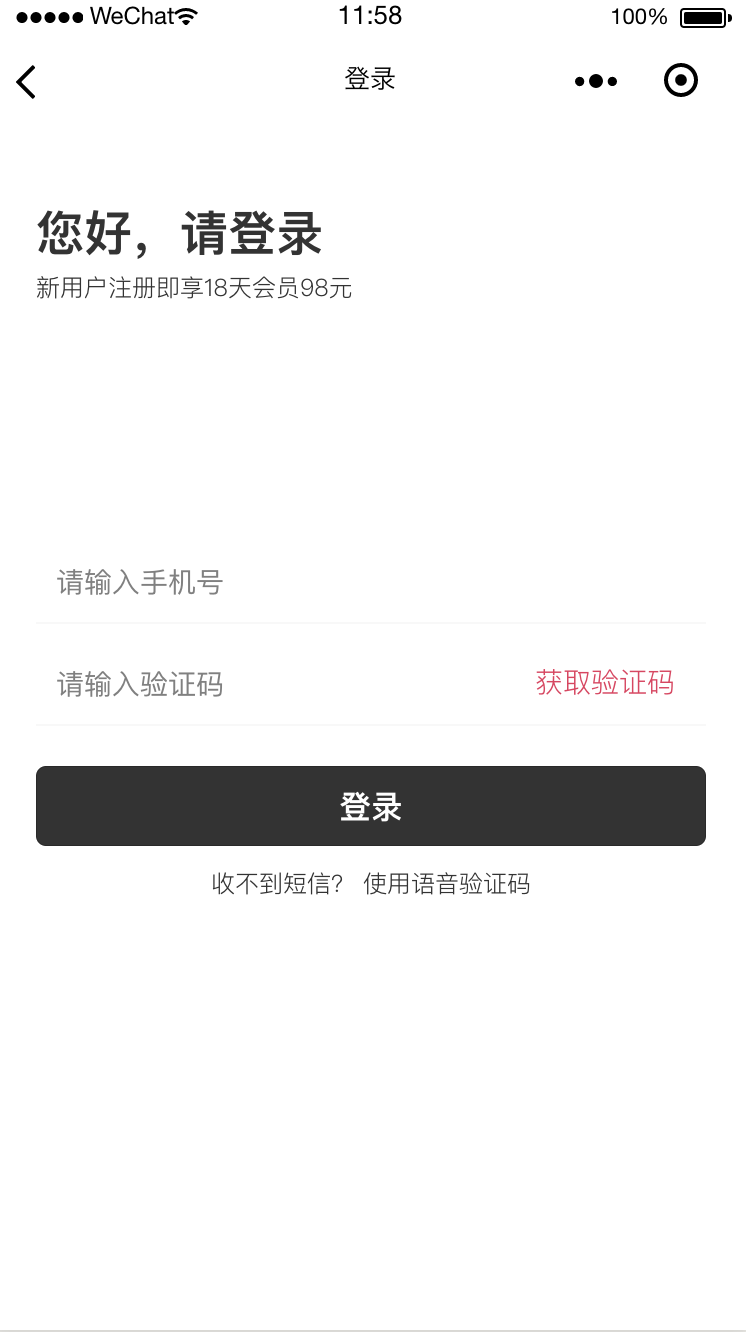 WeChat 11:58 100%
登录
您好，请登录
新用户注册即享18天会员98元
请输入手机号
请输入验证码 获取验证码
登录
收不到短信？ 使用语音验证码